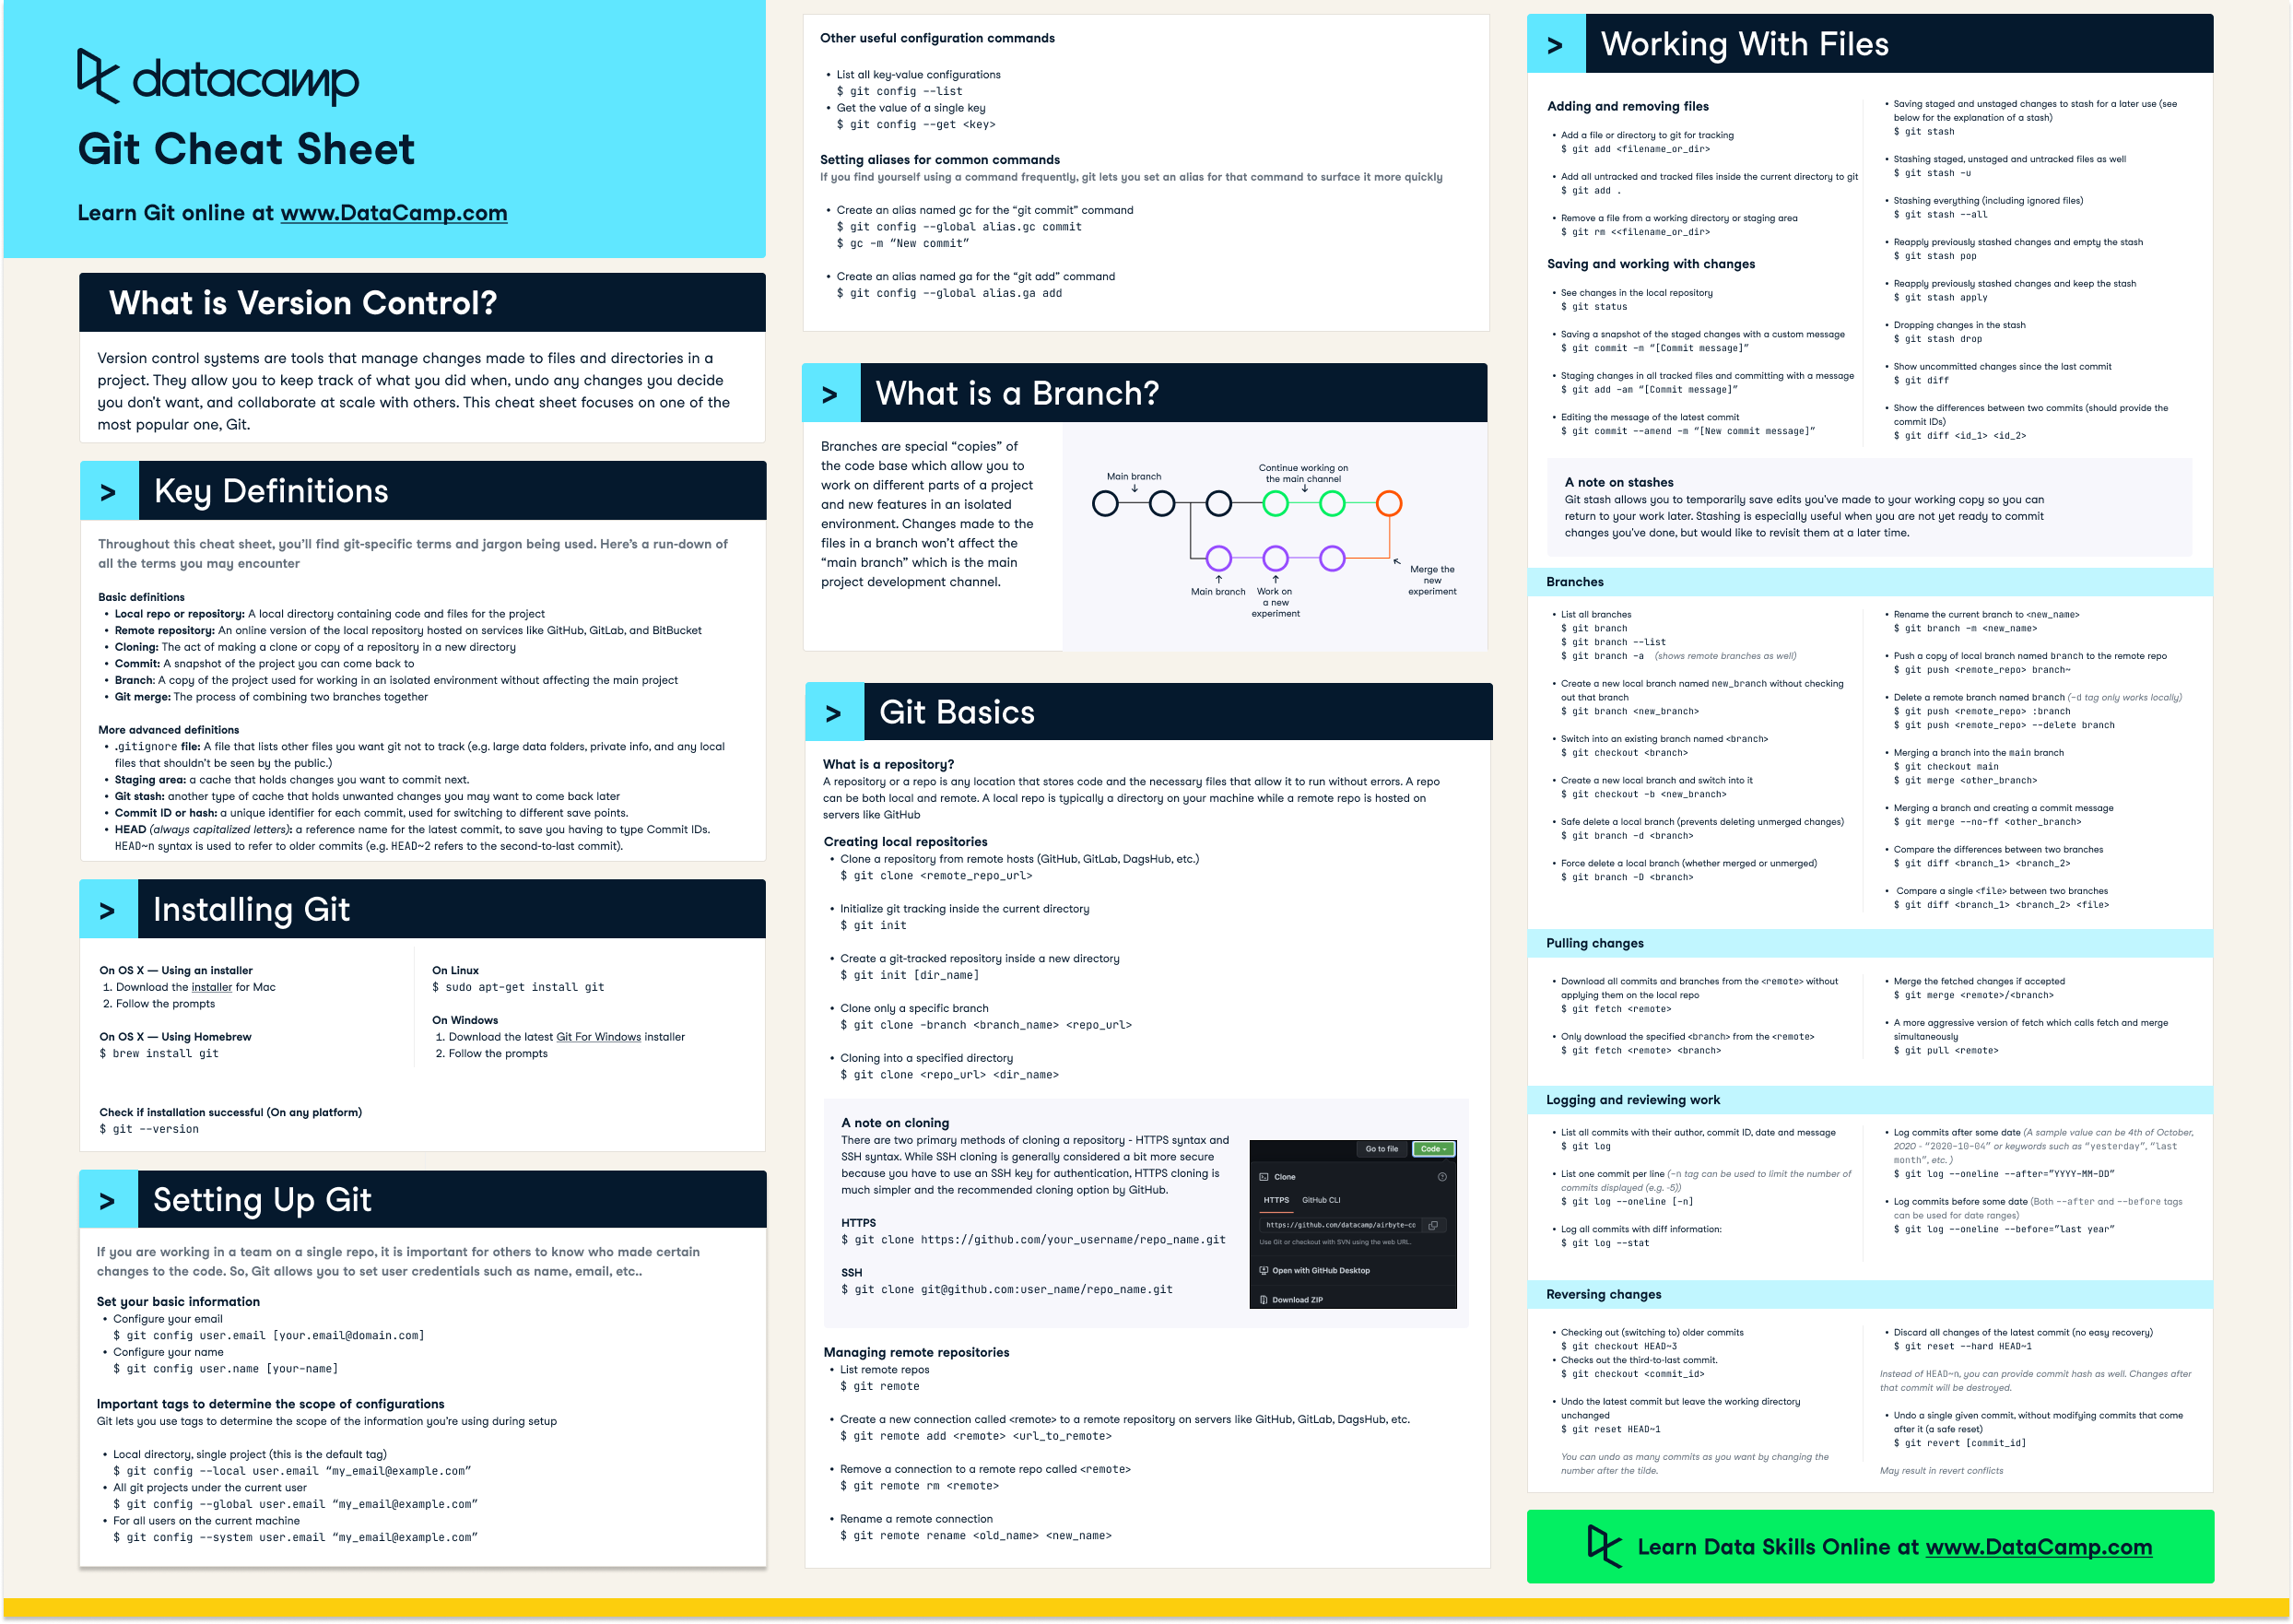 datacamp
Git Cheat Sheet
Learn Git online at www.DataCamp.com
What is Version Control?
Version control systems are tools that manage changes made to files and directories in a
project. They allow you to keep track of what you did when, undo any changes you decide
you don't want, and collaborate at scale with others. This cheat sheet focuses on one of the
most popular one, Git.
> Key Definitions
Throughout this cheat sheet, you'll find git-specific terms and jargon being used. Here's a run-down of
all the terms you may encounter
Basic definitions
• Local repo or repository: A local directory containing code and files for the project
• Remote repository: An online version of the local repository hosted on services like GitHub, GitLab, and BitBucket
• Cloning: The act of making a clone or copy of a repository in a new directory
• Commit: A snapshot of the project you can come back to
• Branch: A copy of the project used for working in an isolated environment without affecting the main project
• Git merge: The process of combining two branches together
More advanced definitions
• .gitignore file: A file that lists other files you want git not to track (e.g. large data folders, private info, and any local
files that shouldn't be seen by the public.)
• Staging area: a cache that holds changes you want to commit next.
• Git stash: another type of cache that holds unwanted changes you may want to come back later
• Commit ID or hash: a unique identifier for each commit, used for switching to different save points.
• HEAD (always capitalized letters): a reference name for the latest commit, to save you having to type Commit IDs.
HEAD~n syntax is used to refer to older commits (e.g. HEAD~2 refers to the second-to-last commit).
> Installing Git
On OS X — Using an installer
1. Download the installer for Mac
2. Follow the prompts
On OS X — Using Homebrew
$ brew install git
On Linux
$ sudo apt-get install git
On Windows
1. Download the latest Git For Windows installer
2. Follow the prompts
Check if installation successful (On any platform)
$ git --version
> Setting Up Git
If you are working in a team on a single repo, it is important for others to know who made certain
changes to the code. So, Git allows you to set user credentials such as name, email, etc..
Set your basic information
• Configure your email
$ git config user.email [your.email@domain.com]
• Configure your name
$ git config user.name [your-name]
Important tags to determine the scope of configurations
Git lets you use tags to determine the scope of the information you're using during setup
• Local directory, single project (this is the default tag)
$ git config --local user.email “my_email@example.com”
• All git projects under the current user
$ git config --global user.email “my_email@example.com”
• For all users on the current machine
$ git config --system user.email “my_email@example.com”
Other useful configuration commands
• List all key-value configurations
$ git config --list
• Get the value of a single key
$ git config --get <key>
Setting aliases for common commands
If you find yourself using a command frequently, git lets you set an alias for that command to surface it more quickly
• Create an alias named gc for the “git commit” command
$ git config --global alias.gc commit
$ gc -m “New commit”
• Create an alias named ga for the “git add” command
$ git config --global alias.ga add
> What is a Branch?
Branches are special “copies” of
the code base which allow you to
work on different parts of a project
and new features in an isolated
environment. Changes made to the
files in a branch won't affect the
“main branch” which is the main
project development channel.
Main branch
Continue working on
the main channel
Main branch
Work on
a new
experiment
Merge the
new
experiment
> Git Basics
What is a repository?
A repository or a repo is any location that stores code and the necessary files that allow it to run without errors. A repo
can be both local and remote. A local repo is typically a directory on your machine while a remote repo is hosted on
servers like GitHub
Creating local repositories
• Clone a repository from remote hosts (GitHub, GitLab, DagsHub, etc.)
$ git clone <remote_repo_url>
• Initialize git tracking inside the current directory
$ git init
• Create a git-tracked repository inside a new directory
$ git init [dir_name]
• Clone only a specific branch
$ git clone -branch <branch_name> <repo_url>
• Cloning into a specified directory
$ git clone <repo_url> <dir_name>
A note on cloning
There are two primary methods of cloning a repository - HTTPS syntax and
SSH syntax. While SSH cloning is generally considered a bit more secure
because you have to use an SSH key for authentication, HTTPS cloning is
much simpler and the recommended cloning option by GitHub.
HTTPS
$ git clone https://github.com/your_username/repo_name.git
SSH
$ git clone git@github.com:user_name/repo_name.git
Go to file
Code
Clone
HTTPS GitHub CLI
https://github.com/datacamp/airbyte-co
Use Git or checkout with SVN using the web URL.
Open with GitHub Desktop
Download ZIP
Managing remote repositories
• List remote repos
$ git remote
• Create a new connection called <remote> to a remote repository on servers like GitHub, GitLab, DagsHub, etc.
$ git remote add <remote> <url_to_remote>
• Remove a connection to a remote repo called <remote>
$ git remote rm <remote>
• Rename a remote connection
$ git remote rename <old_name> <new_name>
> Working With Files
Adding and removing files
• Add a file or directory to git for tracking
$ git add <filename_or_dir>
• Add all untracked and tracked files inside the current directory to git
$ git add .
• Remove a file from a working directory or staging area
$ git rm <<filename_or_dir>
Saving and working with changes
• See changes in the local repository
$ git status
• Saving a snapshot of the staged changes with a custom message
$ git commit -m “[Commit message]”
• Staging changes in all tracked files and committing with a message
$ git add -am “[Commit message]”
• Editing the message of the latest commit
$ git commit --amend -m “[New commit message]”
• Saving staged and unstaged changes to stash for a later use (see
below for the explanation of a stash)
$ git stash
• Stashing staged, unstaged and untracked files as well
$ git stash -u
• Stashing everything (including ignored files)
$ git stash --all
• Reapply previously stashed changes and empty the stash
$ git stash pop
• Reapply previously stashed changes and keep the stash
$ git stash apply
• Dropping changes in the stash
$ git stash drop
• Show uncommitted changes since the last commit
$ git diff
• Show the differences between two commits (should provide the
commit IDs)
$ git diff <id_1> <id_2>
A note on stashes
Git stash allows you to temporarily save edits you've made to your working copy so you can
return to your work later. Stashing is especially useful when you are not yet ready to commit
changes you've done, but would like to revisit them at a later time.
Branches
• List all branches
$ git branch
$ git branch --list
$ git branch -a (shows remote branches as well)
• Create a new local branch named new_branch without checking
out that branch
$ git branch <new_branch>
• Switch into an existing branch named <branch>
$ git checkout <branch>
• Create a new local branch and switch into it
$ git checkout -b <new_branch>
• Safe delete a local branch (prevents deleting unmerged changes)
$ git branch -d <branch>
• Force delete a local branch (whether merged or unmerged)
$ git branch -D <branch>
• Rename the current branch to <new_name>
$ git branch -m <new_name>
• Push a copy of local branch named branch to the remote repo
$ git push <remote_repo> branch~
• Delete a remote branch named branch (-d tag only works locally)
$ git push <remote_repo> :branch
$ git push <remote_repo> --delete branch
• Merging a branch into the main branch
$ git checkout main
$ git merge <other_branch>
• Merging a branch and creating a commit message
$ git merge --no-ff <other_branch>
• Compare the differences between two branches
$ git diff <branch_1> <branch_2>
• Compare a single <file> between two branches
$ git diff <branch_1> <branch_2> <file>
Pulling changes
• Download all commits and branches from the <remote> without
applying them on the local repo
$ git fetch <remote>
• Only download the specified <branch> from the <remote>
$ git fetch <remote> <branch>
• Merge the fetched changes if accepted
$ git merge <remote>/<branch>
• A more aggressive version of fetch which calls fetch and merge
simultaneously
$ git pull <remote>
Logging and reviewing work
• List all commits with their author, commit ID, date and message
$ git log
• List one commit per line (-n tag can be used to limit the number of
commits displayed (e.g. -5))
$ git log --oneline [-n]
• Log all commits with diff information:
$ git log --stat
• Log commits after some date (A sample value can be 4th of October,
2020 - “2020-10-04” or keywords such as “yesterday”, “last
month”, etc. )
$ git log --oneline --after=”YYYY-MM-DD”
• Log commits before some date (Both --after and --before tags
can be used for date ranges)
$ git log --oneline --before=”last year”
Reversing changes
• Checking out (switching to) older commits
$ git checkout HEAD~3
• Checks out the third-to-last commit.
$ git checkout <commit_id>
• Undo the latest commit but leave the working directory
unchanged
$ git reset HEAD~1
You can undo as many commits as you want by changing the
number after the tilde.
• Discard all changes of the latest commit (no easy recovery)
$ git reset --hard HEAD~1
Instead of HEAD~n, you can provide commit hash as well. Changes after
that commit will be destroyed.
• Undo a single given commit, without modifying commits that come
after it (a safe reset)
$ git revert [commit_id]
May result in revert conflicts
Learn Data Skills Online at www.DataCamp.com